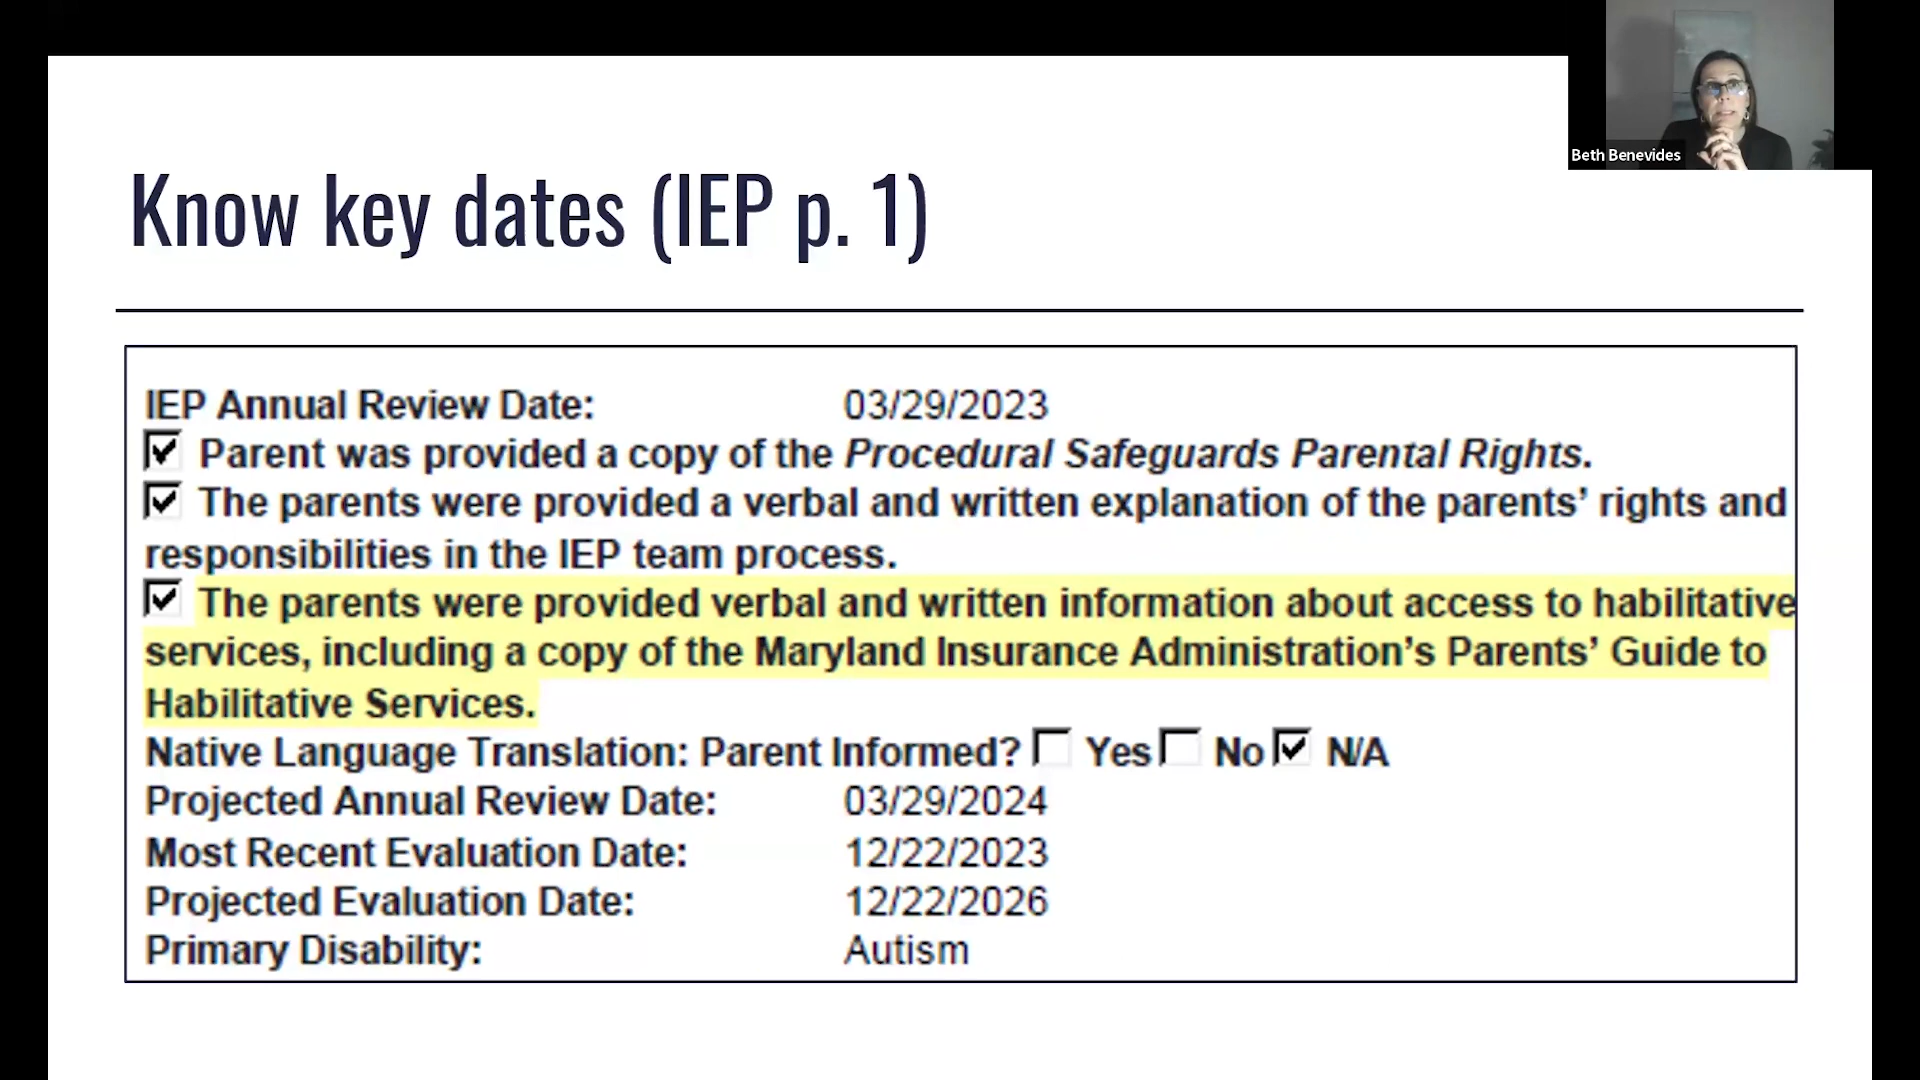 Beth Benevides
Know key dates (IEP p. 1)
IEP Annual Review Date: 03/29/2023
Parent was provided a copy of the Procedural Safeguards Parental Rights.
The parents were provided a verbal and written explanation of the parents’ rights and
responsibilities in the IEP team process.
The parents were provided verbal and written information about access to habilitative
services, including a copy of the Maryland Insurance Administration’s Parents’ Guide to
Habilitative Services.
Native Language Translation: Parent Informed? Yes No N/A
Projected Annual Review Date: 03/29/2024
Most Recent Evaluation Date: 12/22/2023
Projected Evaluation Date: 12/22/2026
Primary Disability: Autism